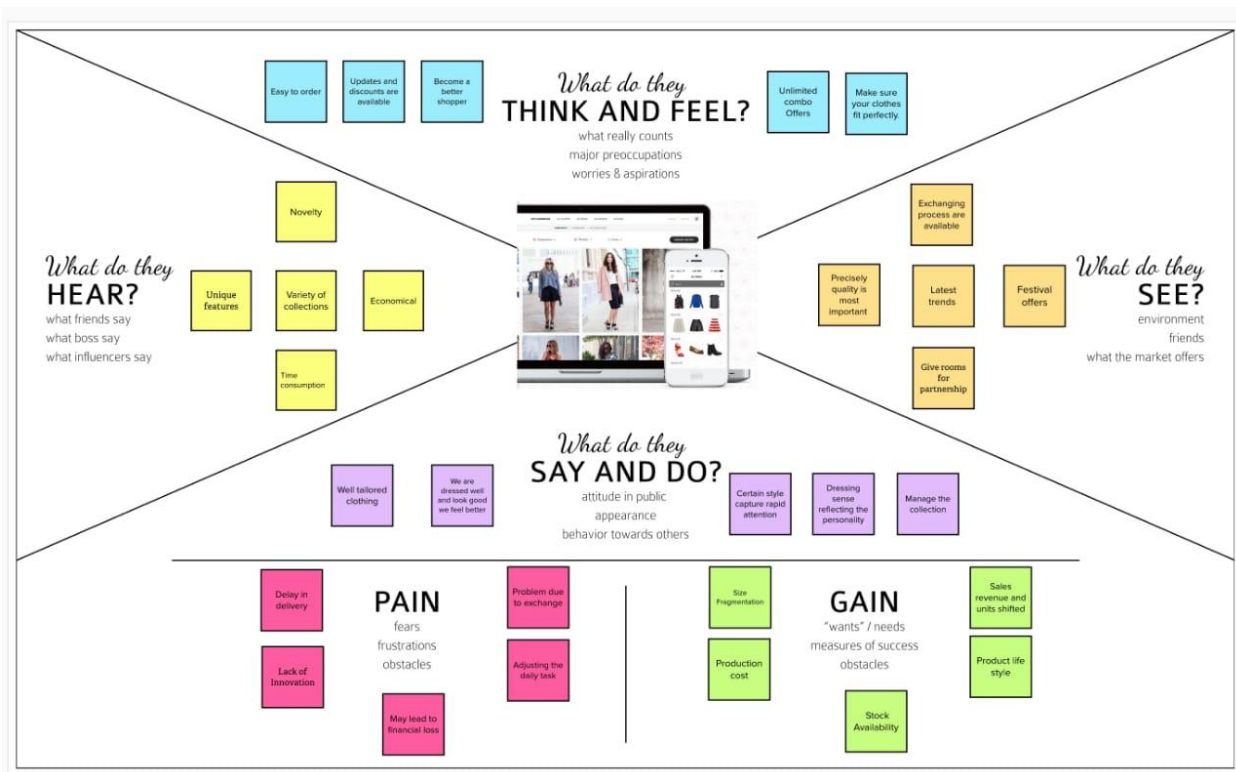 Easy to order
Updates and
discounts are
available
Become a
better
shopper
What do they
THINK AND FEEL?
what really counts
major preoccupations
worries & aspirations
Unlimited
combo
Offers
Make sure
your clothes
fit perfectly.
What do they
HEAR?
what friends say
what boss say
what influencers say
Novelty
Unique
features
Variety of
collections
Economical
Time
consumption
Exchanging
process are
available
Precisely
quality is
most
important
Latest
trends
Festival
offers
Give rooms
for
partnership
What do they
SEE?
environment
friends
what the market offers
What do they
SAY AND DO?
attitude in public
appearance
behavior towards others
Well tailored
clothing
We are
dressed well
and look good
we feel better
Certain style
capture rapid
attention
Dressing
sense
reflecting the
personality
Manage the
collection
PAIN
fears
frustrations
obstacles
Delay in
delivery
Problem due
to exchange
Lack of
Innovation
Adjusting the
daily task
May lead to
financial loss
GAIN
"wants" / needs
measures of success
obstacles
Size
Fragmentation
Sales
revenue and
units shifted
Production
cost
Product life
style
Stock
Availability